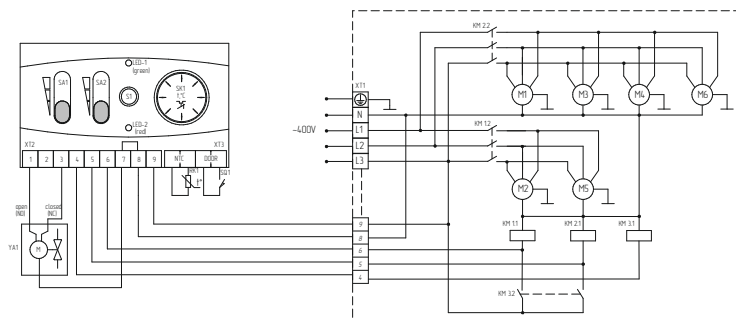 LED-1
(green)
SA1
SA2
S1
SK1
t °C
LED-2
(red)
XT2
XT3
1 2 3 4 5 6 7 8 9 NTC DOOR
RK1
t°
SQ1
open
(NO)
closed
(NC)
YA1
M
KM 2.2
XT1
N
~400V
L1
L2
L3
KM 1.2
M1
M3
M4
M6
M2
M5
9
8
6
5
4
KM 1.1
KM 2.1
KM 3.1
KM 3.2